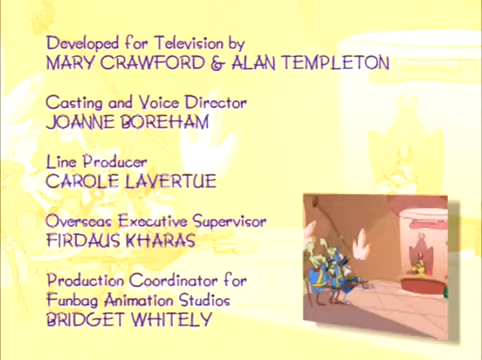 Developed for Television by
MARY CRAWFORD & ALAN TEMPLETON
Casting and Voice Director
JOANNE BOREHAM
Line Producer
CAROLE LAVERTUE
Overseas Executive Supervisor
FIRDAUS KHARAS
Production Coordinator for
Funbag Animation Studios
BRIDGET WHITELY